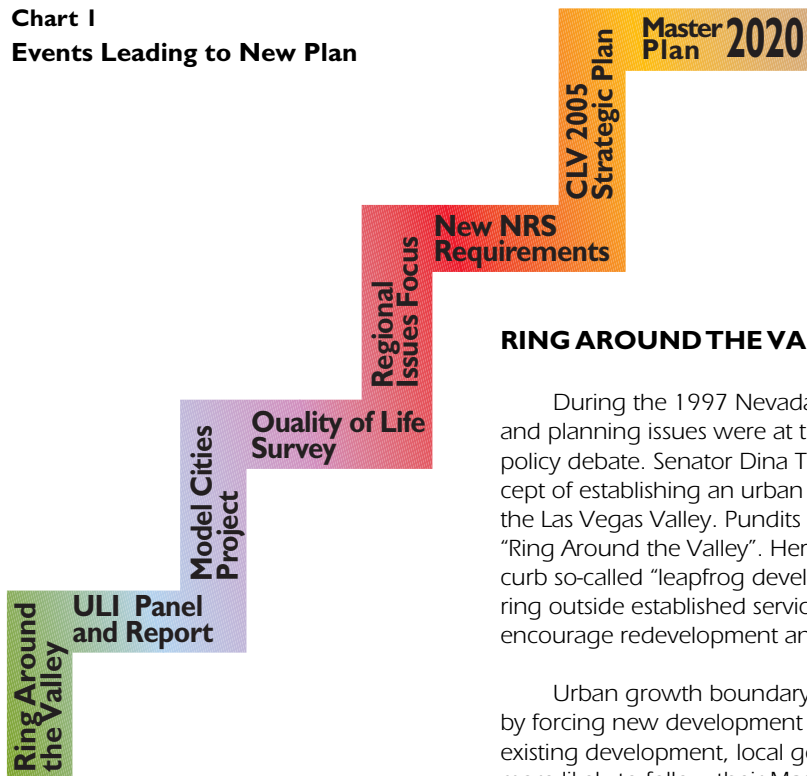 Chart 1
Events Leading to New Plan
Master
Plan 2020
CLV 2005
Strategic Plan
New NRS
Requirements
Regional
Issues Focus
Quality of Life
Survey
Model Cities
Project
ULI Panel
and Report
Ring Around
the Valley
RING AROUND THE VA
During the 1997 Nevada
and planning issues were at t
policy debate. Senator Dina T
cept of establishing an urban
the Las Vegas Valley. Pundits
“Ring Around the Valley”. Her
curb so-called “leapfrog devel
ring outside established servic
encourage redevelopment an
Urban growth boundary
by forcing new development
existing development, local go